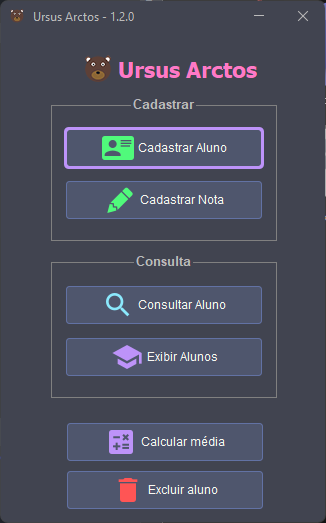 Ursus Arctos - 1.2.0
Ursus Arctos
Cadastrar
Cadastrar Aluno
Cadastrar Nota
Consulta
Consultar Aluno
Exibir Alunos
Calcular média
Excluir aluno